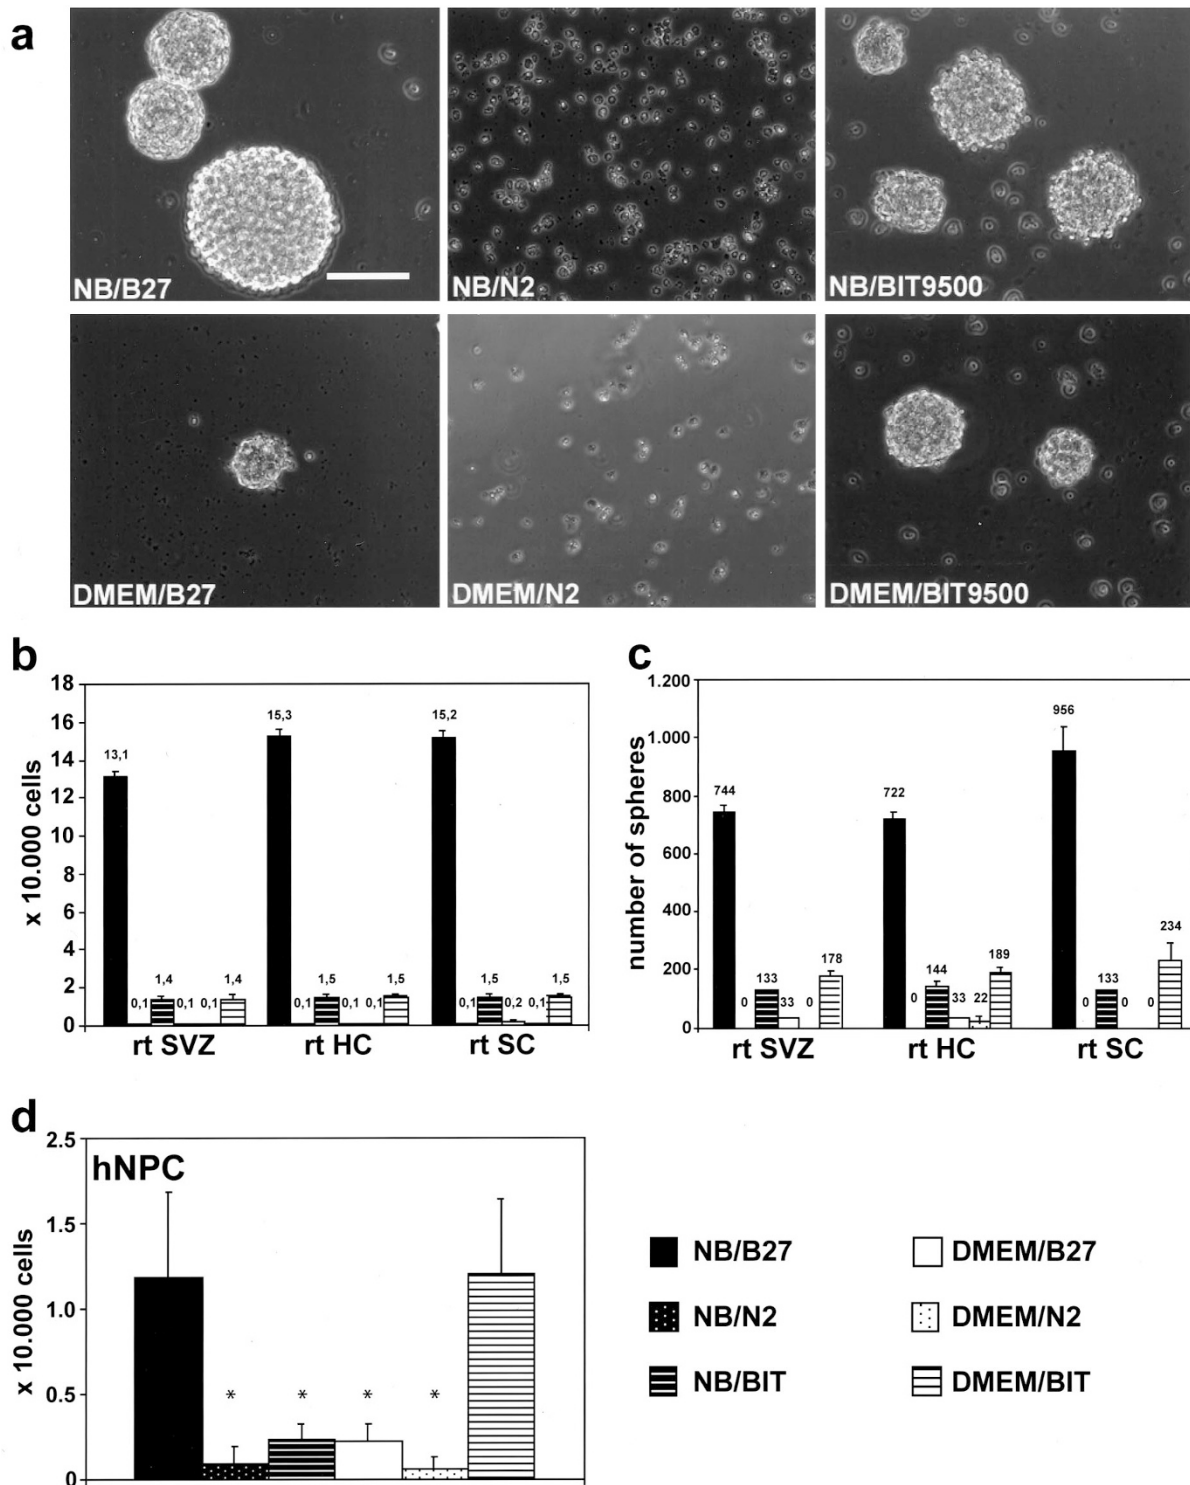 a
NB/B27
NB/N2
NB/BIT9500
DMEM/B27
DMEM/N2
DMEM/BIT9500
b
x 10.000 cells
18
16
14
12
10
8
6
4
2
0
13,1
0,1
1,4
0,1
0,1
1,4
15,3
0,1
1,5
0,1
0,1
1,5
15,2
0,1
1,5
0,2
0,1
1,5
rt SVZ
rt HC
rt SC
c
number of spheres
1.200
1.000
800
600
400
200
0
744
0
133
33
0
178
722
0
144
33
22
189
956
0
133
0
0
234
rt SVZ
rt HC
rt SC
d
hNPC
x 10.000 cells
2.5
1.5
1.0
0.5
0
* * * *
NB/B27
DMEM/B27
NB/N2
DMEM/N2
NB/BIT
DMEM/BIT